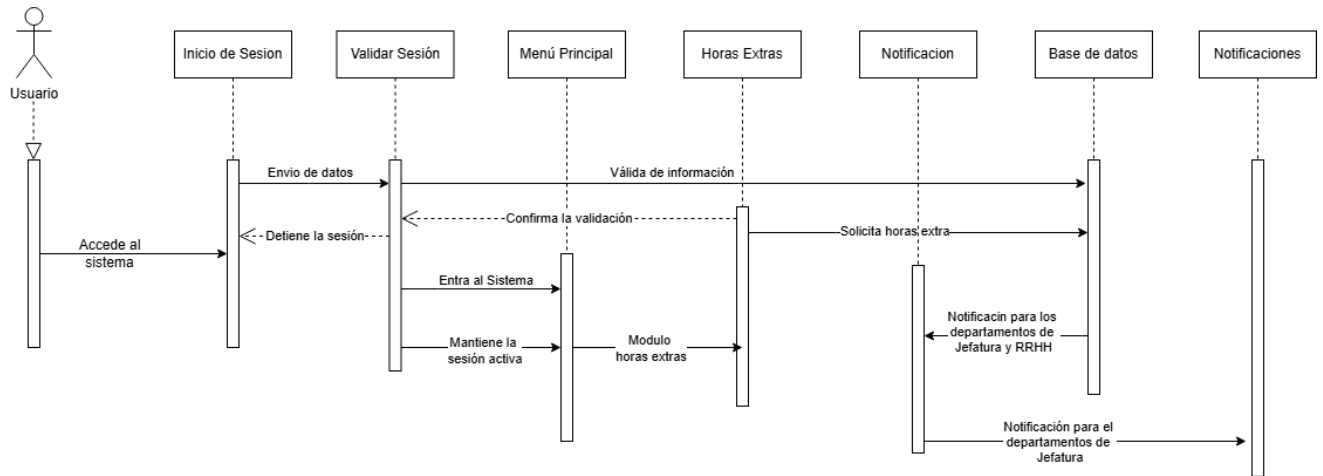 Usuario
Inicio de Sesion
Validar Sesión
Menú Principal
Horas Extras
Notificacion
Base de datos
Notificaciones
Envio de datos
Válida de información
Confirma la validación
Detiene la sesión
Solicita horas extra
Accede al
sistema
Entra al Sistema
Mantiene la
sesión activa
Modulo
horas extras
Notificacin para los
departamentos de
Jefatura y RRHH
Notificación para el
departamentos de
Jefatura